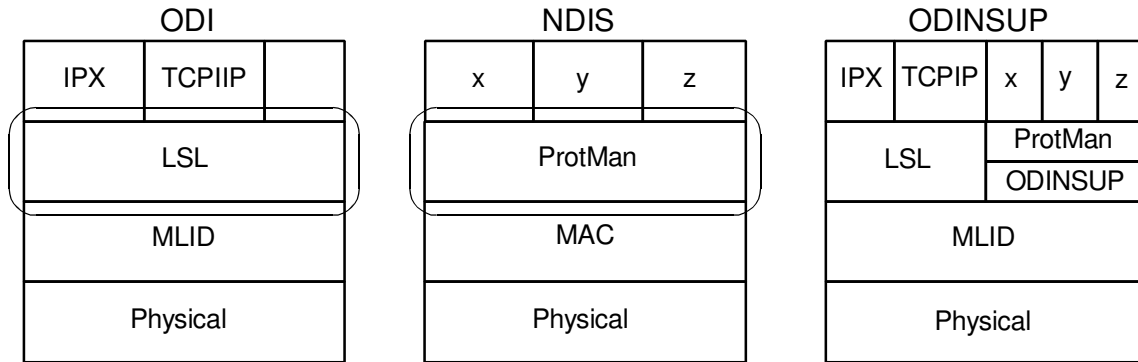 ODI
IPX TCPIIP
LSL
MLID
Physical
NDIS
x y z
ProtMan
MAC
Physical
ODINSUP
IPX TCPIP x y z
LSL ProtMan
ODINSUP
MLID
Physical